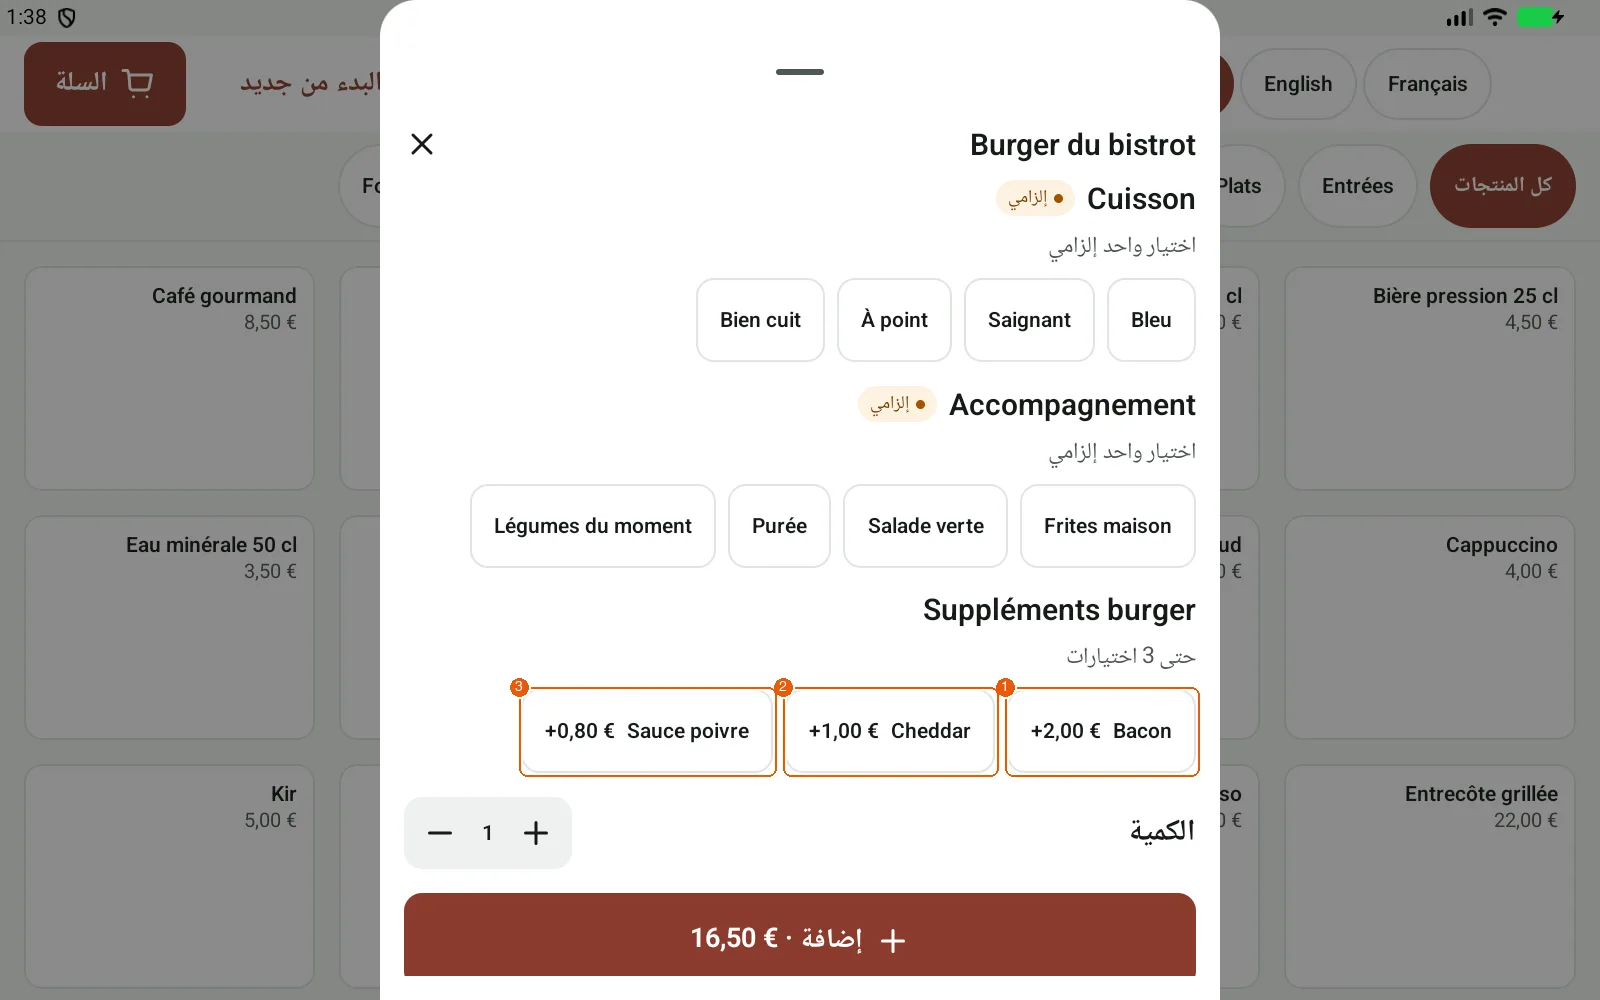 1:38
السلة
البدء من جديد
English
Français
Plats
Entrées
كل المنتجات
Café gourmand
8,50 €
Bière pression 25 cl
4,50 €
Eau minérale 50 cl
3,50 €
Cappuccino
4,00 €
Kir
5,00 €
Entrecôte grillée
22,00 €
Burger du bistrot
Cuisson
إلزامي
اختيار واحد إلزامي
Bleu
Saignant
À point
Bien cuit
Accompagnement
إلزامي
اختيار واحد إلزامي
Frites maison
Salade verte
Purée
Légumes du moment
Suppléments burger
حتى 3 اختيارات
1
Bacon +2,00 €
2
Cheddar +1,00 €
3
Sauce poivre +0,80 €
الكمية
1
إضافة · 16,50 €